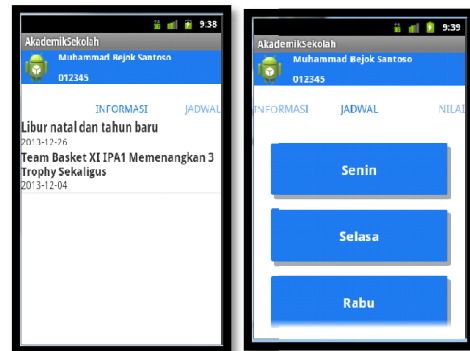 9:38
AkademikSekolah
Muhammad Bejok Santoso
012345
INFORMASI JADWAL
Libur natal dan tahun baru
2013-12-26
Team Basket XI IPA1 Memenangkan 3
Trophy Sekaligus
2013-12-04
9:39
AkademikSekolah
Muhammad Bejok Santoso
012345
INFORMASI JADWAL NILAI
Senin
Selasa
Rabu